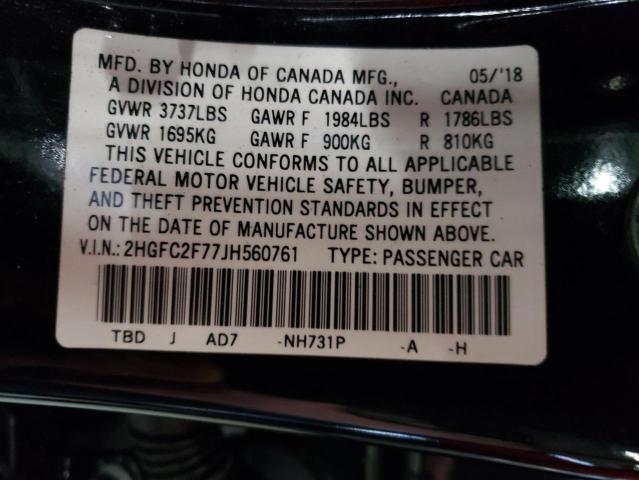 MFD. BY HONDA OF CANADA MFG., 05/'18
A DIVISION OF HONDA CANADA INC. CANADA
GVWR 3737LBS GAWR F 1984LBS R 1786LBS
GVWR 1695KG GAWR F 900KG R 810KG
THIS VEHICLE CONFORMS TO ALL APPLICABLE
FEDERAL MOTOR VEHICLE SAFETY, BUMPER,
AND THEFT PREVENTION STANDARDS IN EFFECT
ON THE DATE OF MANUFACTURE SHOWN ABOVE.
V.I.N.: 2HGFC2F77JH560761 TYPE: PASSENGER CAR
TBD J AD7 -NH731P -A -H